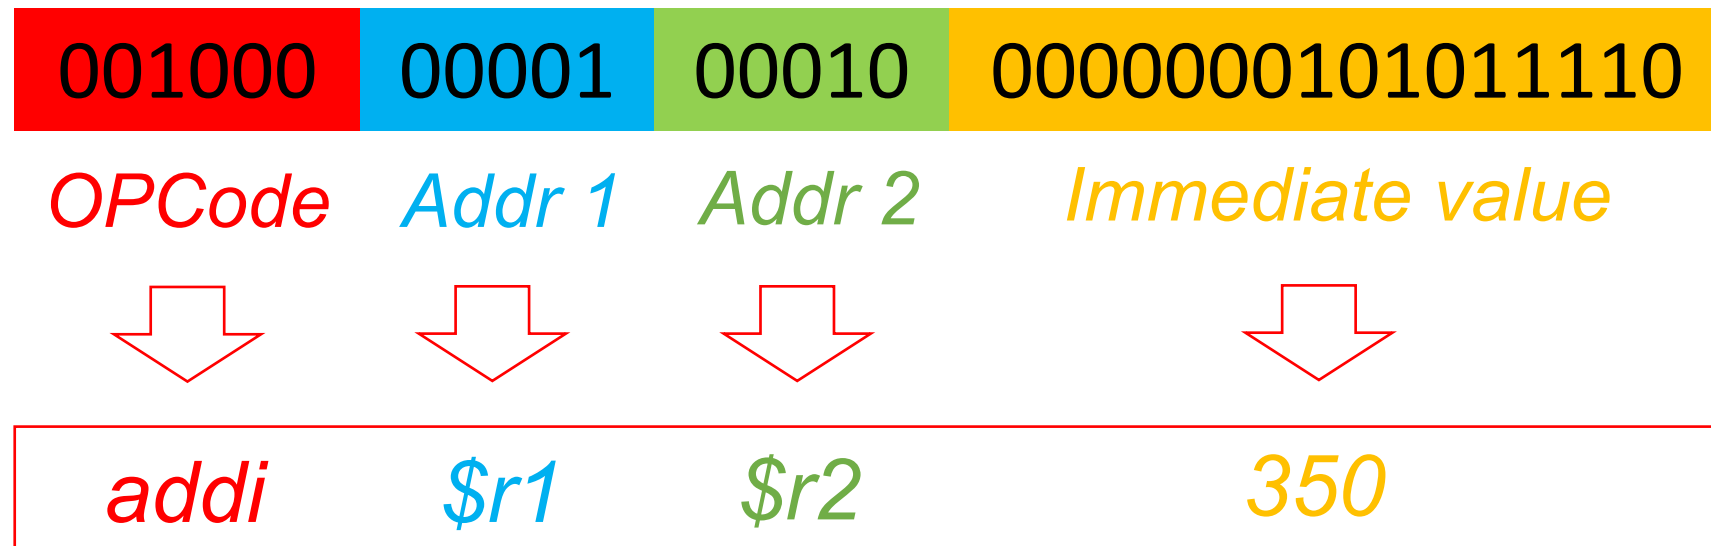 001000 00001 00010 0000000101011110
OPCode Addr 1 Addr 2 Immediate value
addi $r1 $r2 350